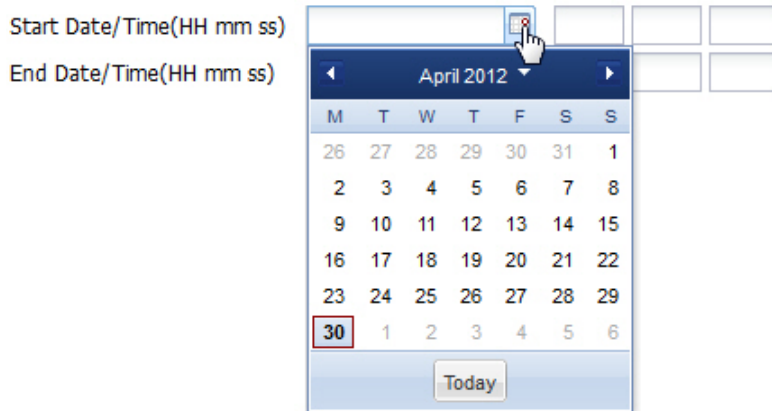 Start Date/Time(HH mm ss)
End Date/Time(HH mm ss)
April 2012
M T W T F S S
26 27 28 29 30 31 1
2 3 4 5 6 7 8
9 10 11 12 13 14 15
16 17 18 19 20 21 22
23 24 25 26 27 28 29
30 1 2 3 4 5 6
Today